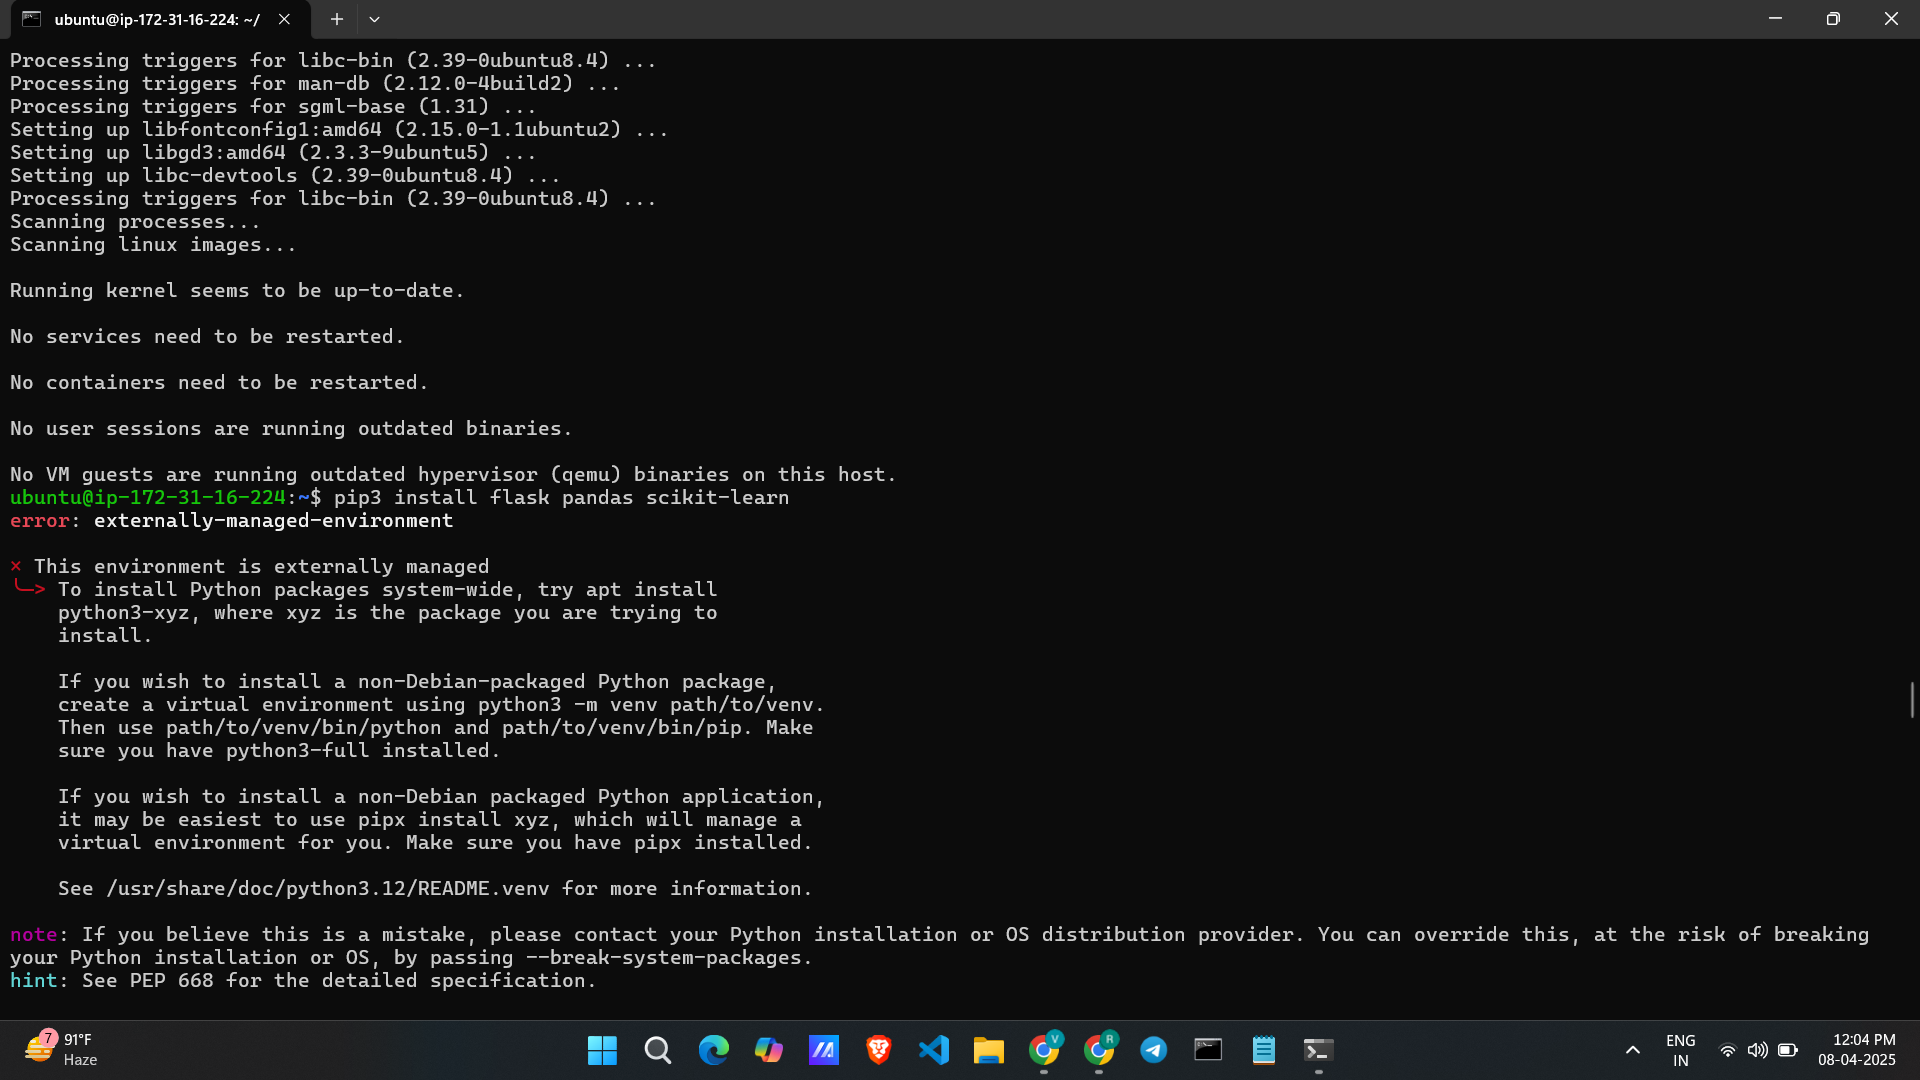 ubuntu@ip-172-31-16-224: ~/
Processing triggers for libc-bin (2.39-0ubuntu8.4) ...
Processing triggers for man-db (2.12.0-4build2) ...
Processing triggers for sgml-base (1.31) ...
Setting up libfontconfig1:amd64 (2.15.0-1.1ubuntu2) ...
Setting up libgd3:amd64 (2.3.3-9ubuntu5) ...
Setting up libc-devtools (2.39-0ubuntu8.4) ...
Processing triggers for libc-bin (2.39-0ubuntu8.4) ...
Scanning processes...
Scanning linux images...
Running kernel seems to be up-to-date.
No services need to be restarted.
No containers need to be restarted.
No user sessions are running outdated binaries.
No VM guests are running outdated hypervisor (qemu) binaries on this host.
ubuntu@ip-172-31-16-224:~$ pip3 install flask pandas scikit-learn
error: externally-managed-environment
× This environment is externally managed
╰─> To install Python packages system-wide, try apt install
python3-xyz, where xyz is the package you are trying to
install.
If you wish to install a non-Debian-packaged Python package,
create a virtual environment using python3 -m venv path/to/venv.
Then use path/to/venv/bin/python and path/to/venv/bin/pip. Make
sure you have python3-full installed.
If you wish to install a non-Debian packaged Python application,
it may be easiest to use pipx install xyz, which will manage a
virtual environment for you. Make sure you have pipx installed.
See /usr/share/doc/python3.12/README.venv for more information.
note: If you believe this is a mistake, please contact your Python installation or OS distribution provider. You can override this, at the risk of breaking
your Python installation or OS, by passing --break-system-packages.
hint: See PEP 668 for the detailed specification.
7
91°F
Haze
V
R
ENG
IN
12:04 PM
08-04-2025